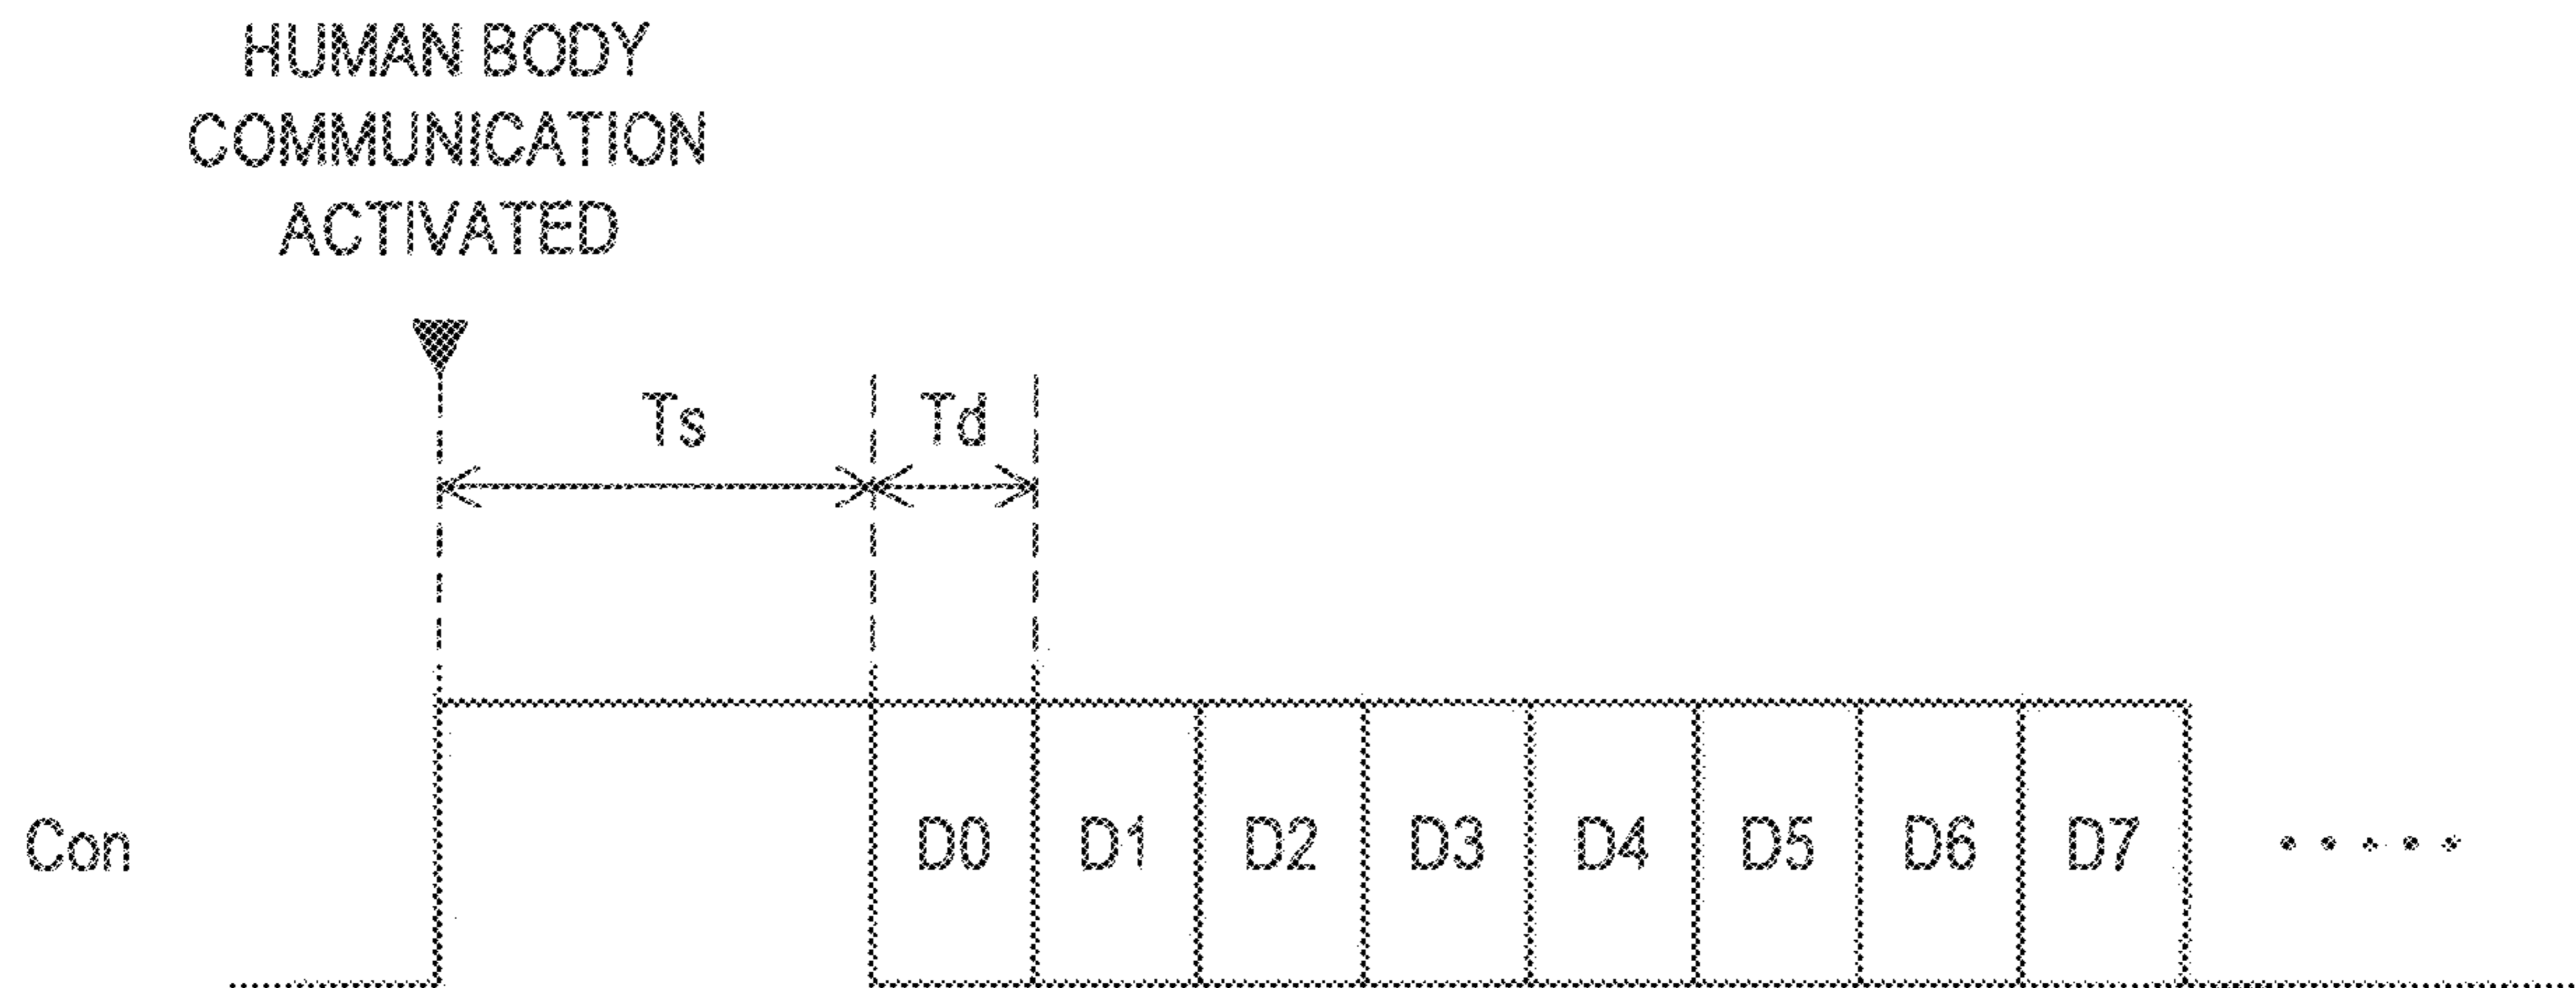 HUMAN BODY
COMMUNICATION
ACTIVATED
Ts Td
Con D0 D1 D2 D3 D4 D5 D6 D7 .....